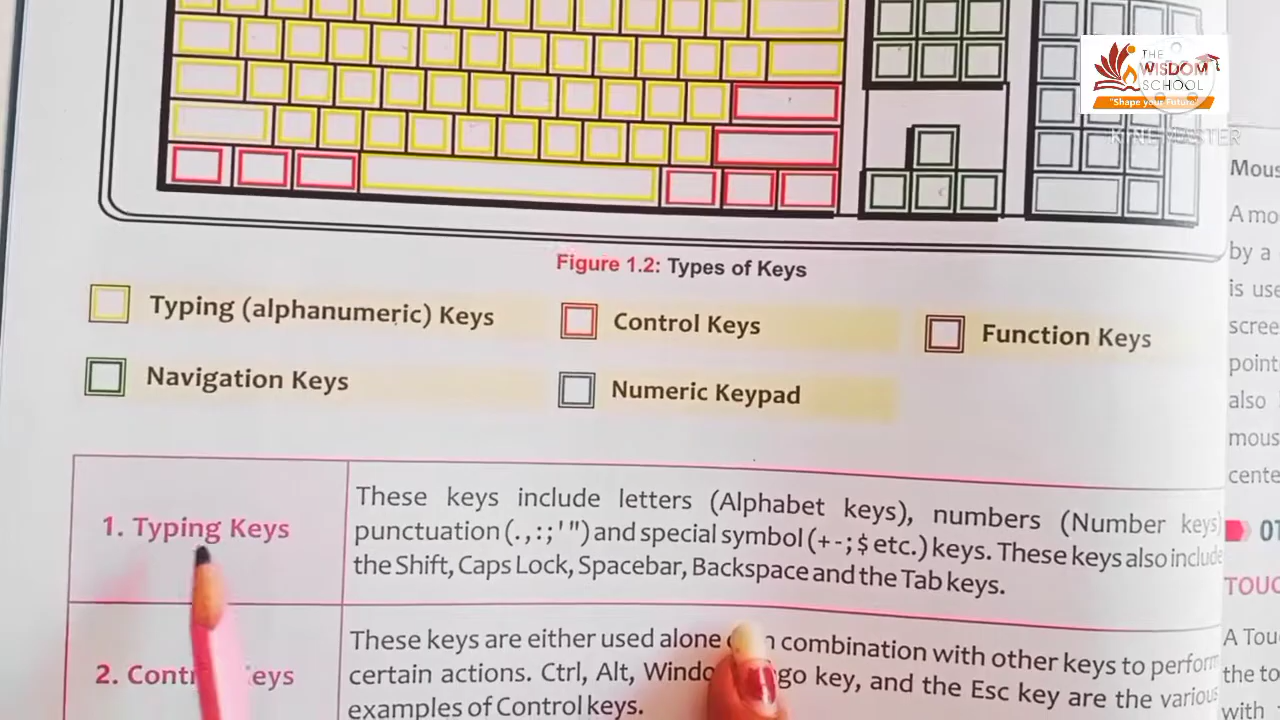 THE
WISDOM
SCHOOL
"Shape your Future"
KINEMASTER
Figure 1.2: Types of Keys
Typing (alphanumeric) Keys
Control Keys
Function Keys
Navigation Keys
Numeric Keypad
1. Typing Keys
These keys include letters (Alphabet keys), numbers (Number keys)
punctuation (.,:;'") and special symbol (+-;$ etc.) keys. These keys also include
the Shift, Caps Lock, Spacebar, Backspace and the Tab keys.
2. Keys
These keys are either used alone combination with other keys to perform
certain actions. Ctrl, Alt, key, and the Esc key are the various
examples of Control keys.
Mous
A mo
by a
is use
scree
point
also
mous
cente
TOUC
A Tou
the to
with